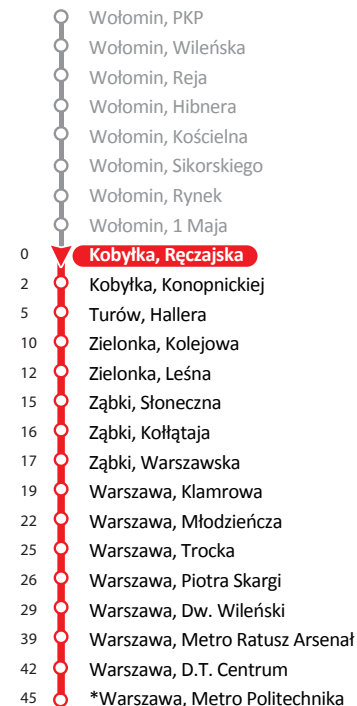 Wołomin, PKP
Wołomin, Wileńska
Wołomin, Reja
Wołomin, Hibnera
Wołomin, Kościelna
Wołomin, Sikorskiego
Wołomin, Rynek
Wołomin, 1 Maja
0 Kobyłka, Ręczajska
2 Kobyłka, Konopnickiej
5 Turów, Hallera
10 Zielonka, Kolejowa
12 Zielonka, Leśna
15 Ząbki, Słoneczna
16 Ząbki, Kołłątaja
17 Ząbki, Warszawska
19 Warszawa, Klamrowa
22 Warszawa, Młodzieńcza
25 Warszawa, Trocka
26 Warszawa, Piotra Skargi
29 Warszawa, Dw. Wileński
39 Warszawa, Metro Ratusz Arsenał
42 Warszawa, D.T. Centrum
45 *Warszawa, Metro Politechnika